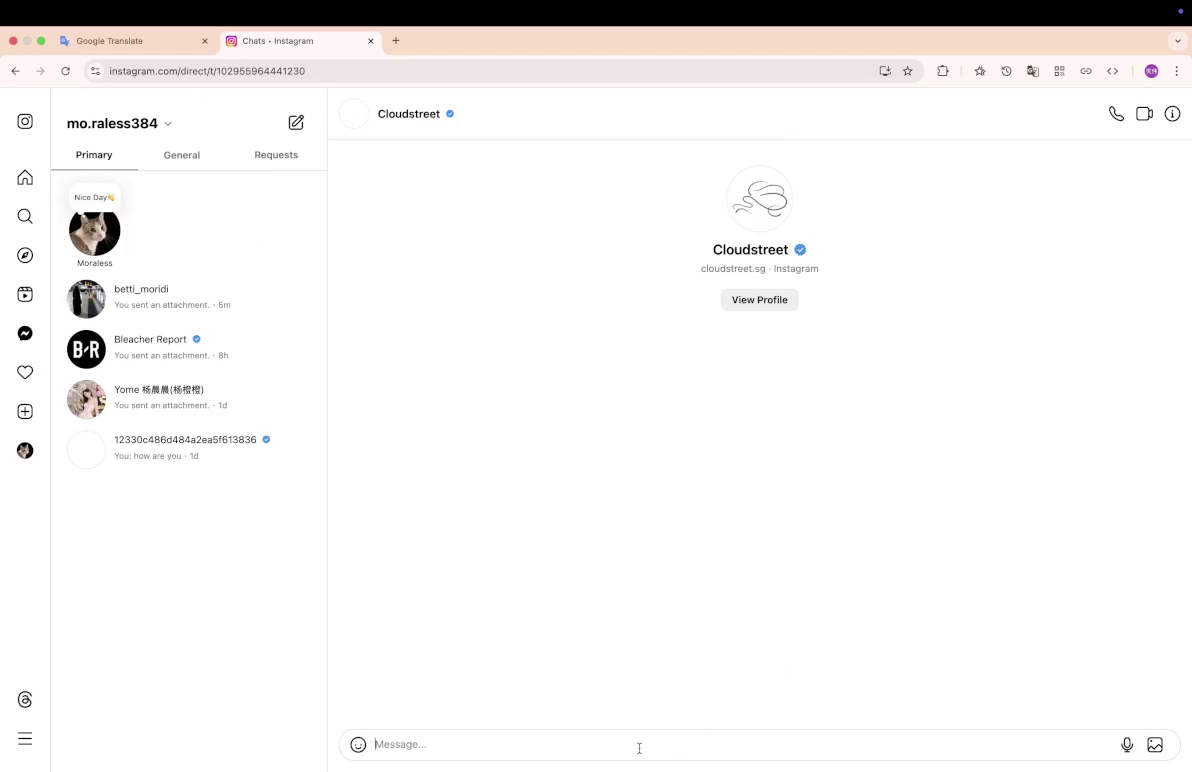 Google Translate
Chats • Instagram
instagram.com/direct/t/102955964441230
mo.raless384
Primary
General
Requests
Nice Day👏
Moraless
betti_moridi
You sent an attachment. · 5m
B/R
Bleacher Report
You sent an attachment. · 8h
Yome 杨晨晨(杨橙橙)
You sent an attachment. · 1d
12330c486d484a2ea5f613836
You: how are you · 1d
Cloudstreet
Cloudstreet
cloudstreet.sg · Instagram
View Profile
Message...